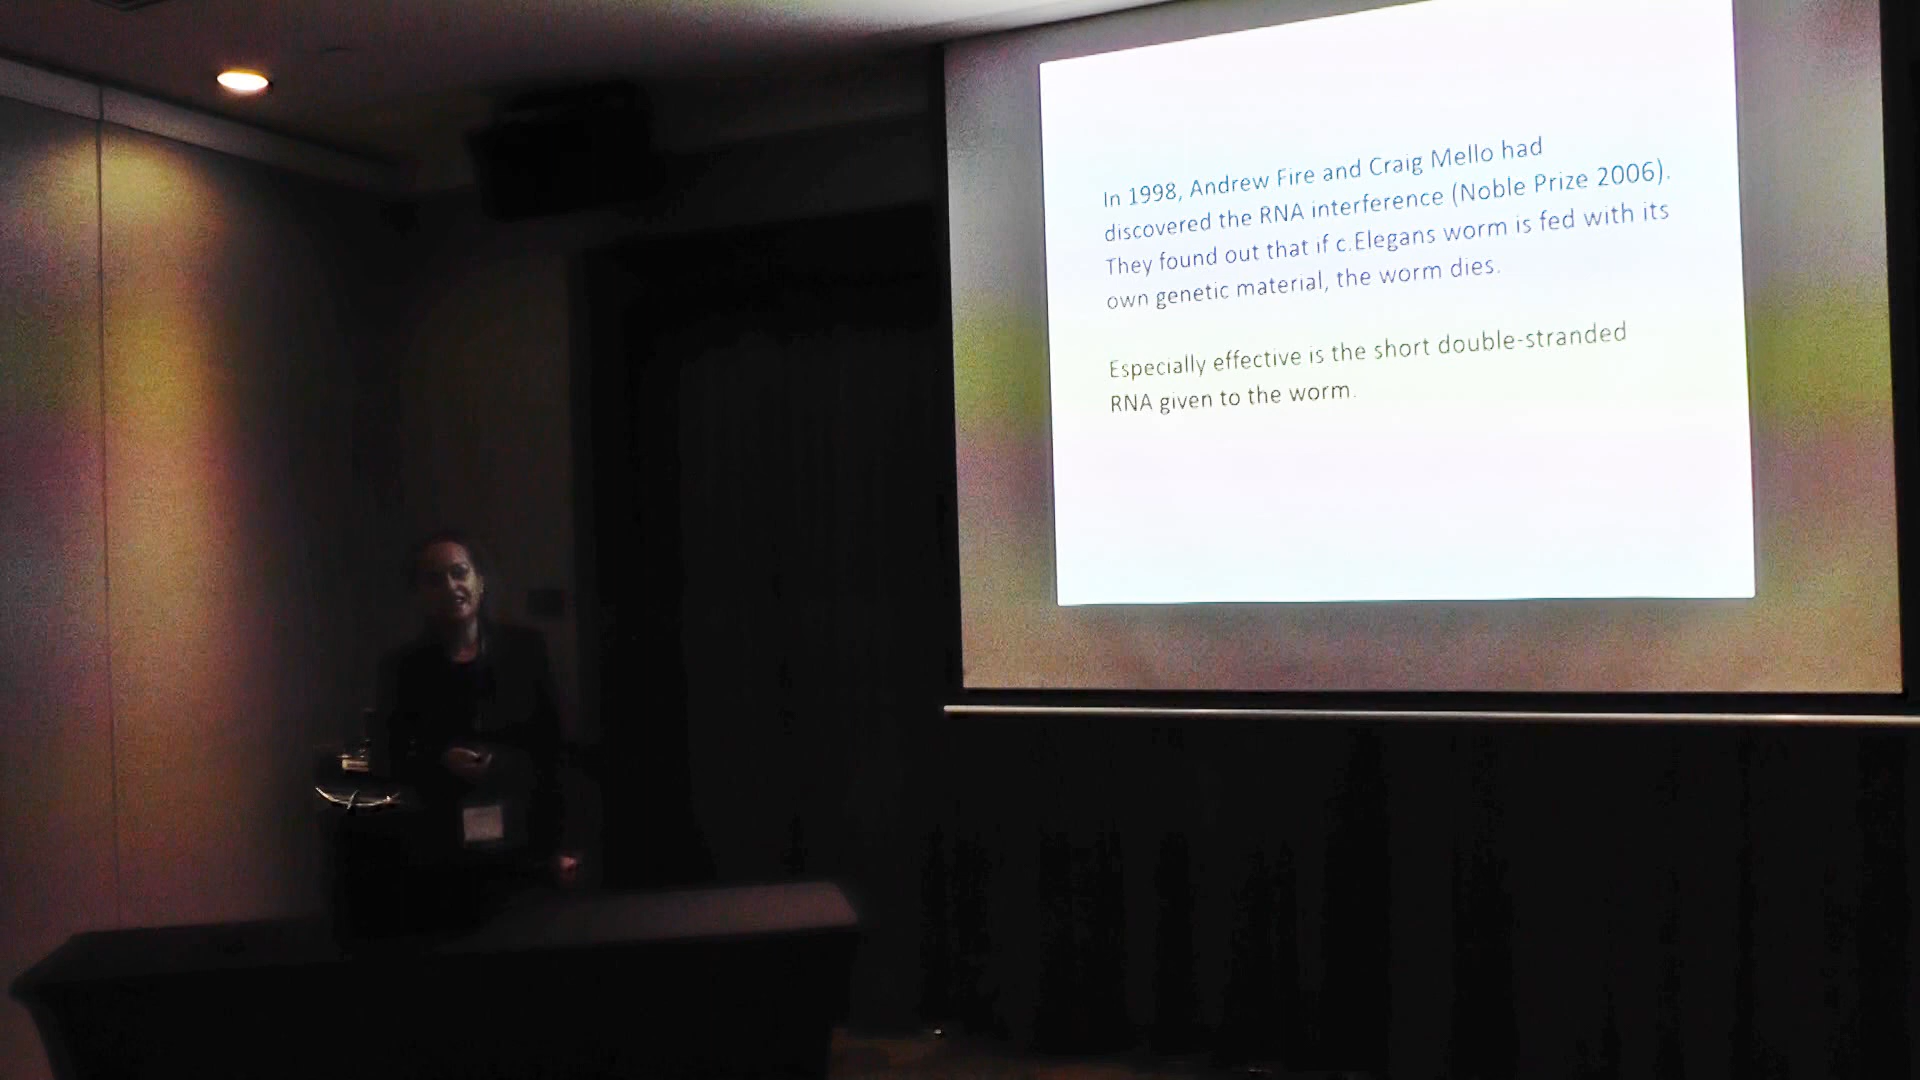 In 1998, Andrew Fire and Craig Mello had
discovered the RNA interference (Noble Prize 2006).
They found out that if c.Elegans worm is fed with its
own genetic material, the worm dies.
Especially effective is the short double-stranded
RNA given to the worm.